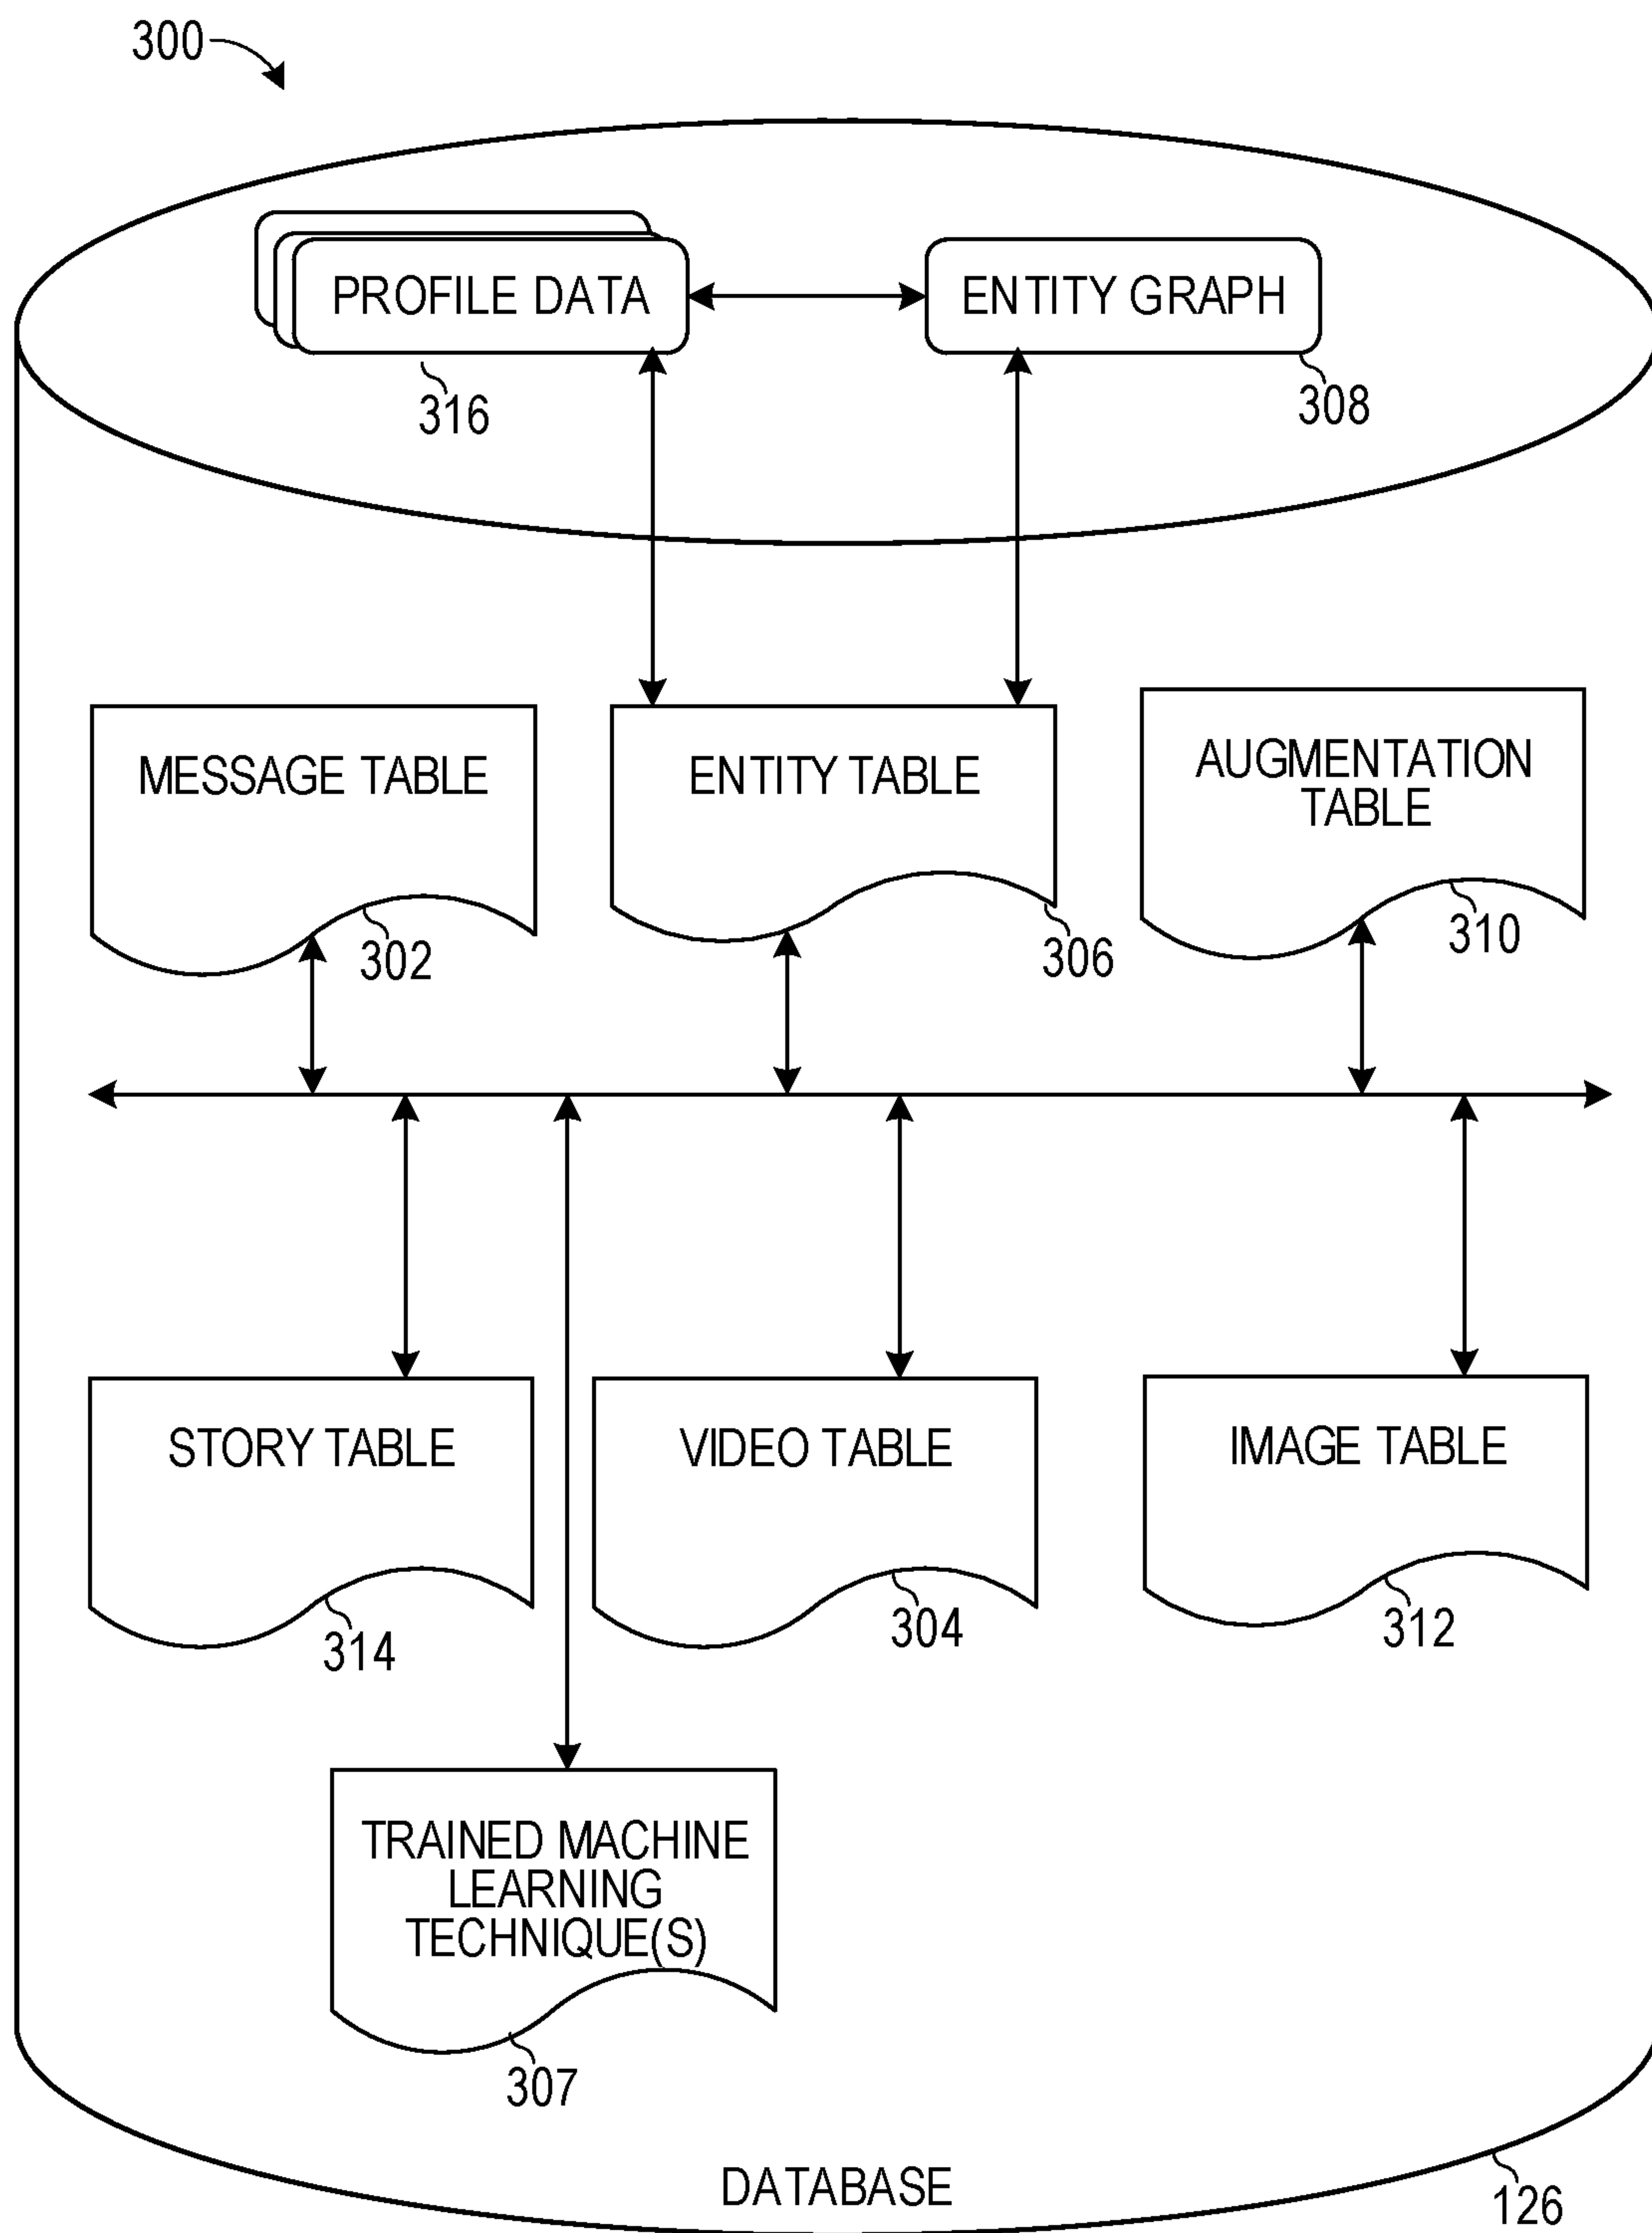 300
PROFILE DATA
ENTITY GRAPH
316
308
MESSAGE TABLE
ENTITY TABLE
AUGMENTATION
TABLE
302
306
310
STORY TABLE
VIDEO TABLE
IMAGE TABLE
314
304
312
TRAINED MACHINE
LEARNING
TECHNIQUE(S)
307
DATABASE
126